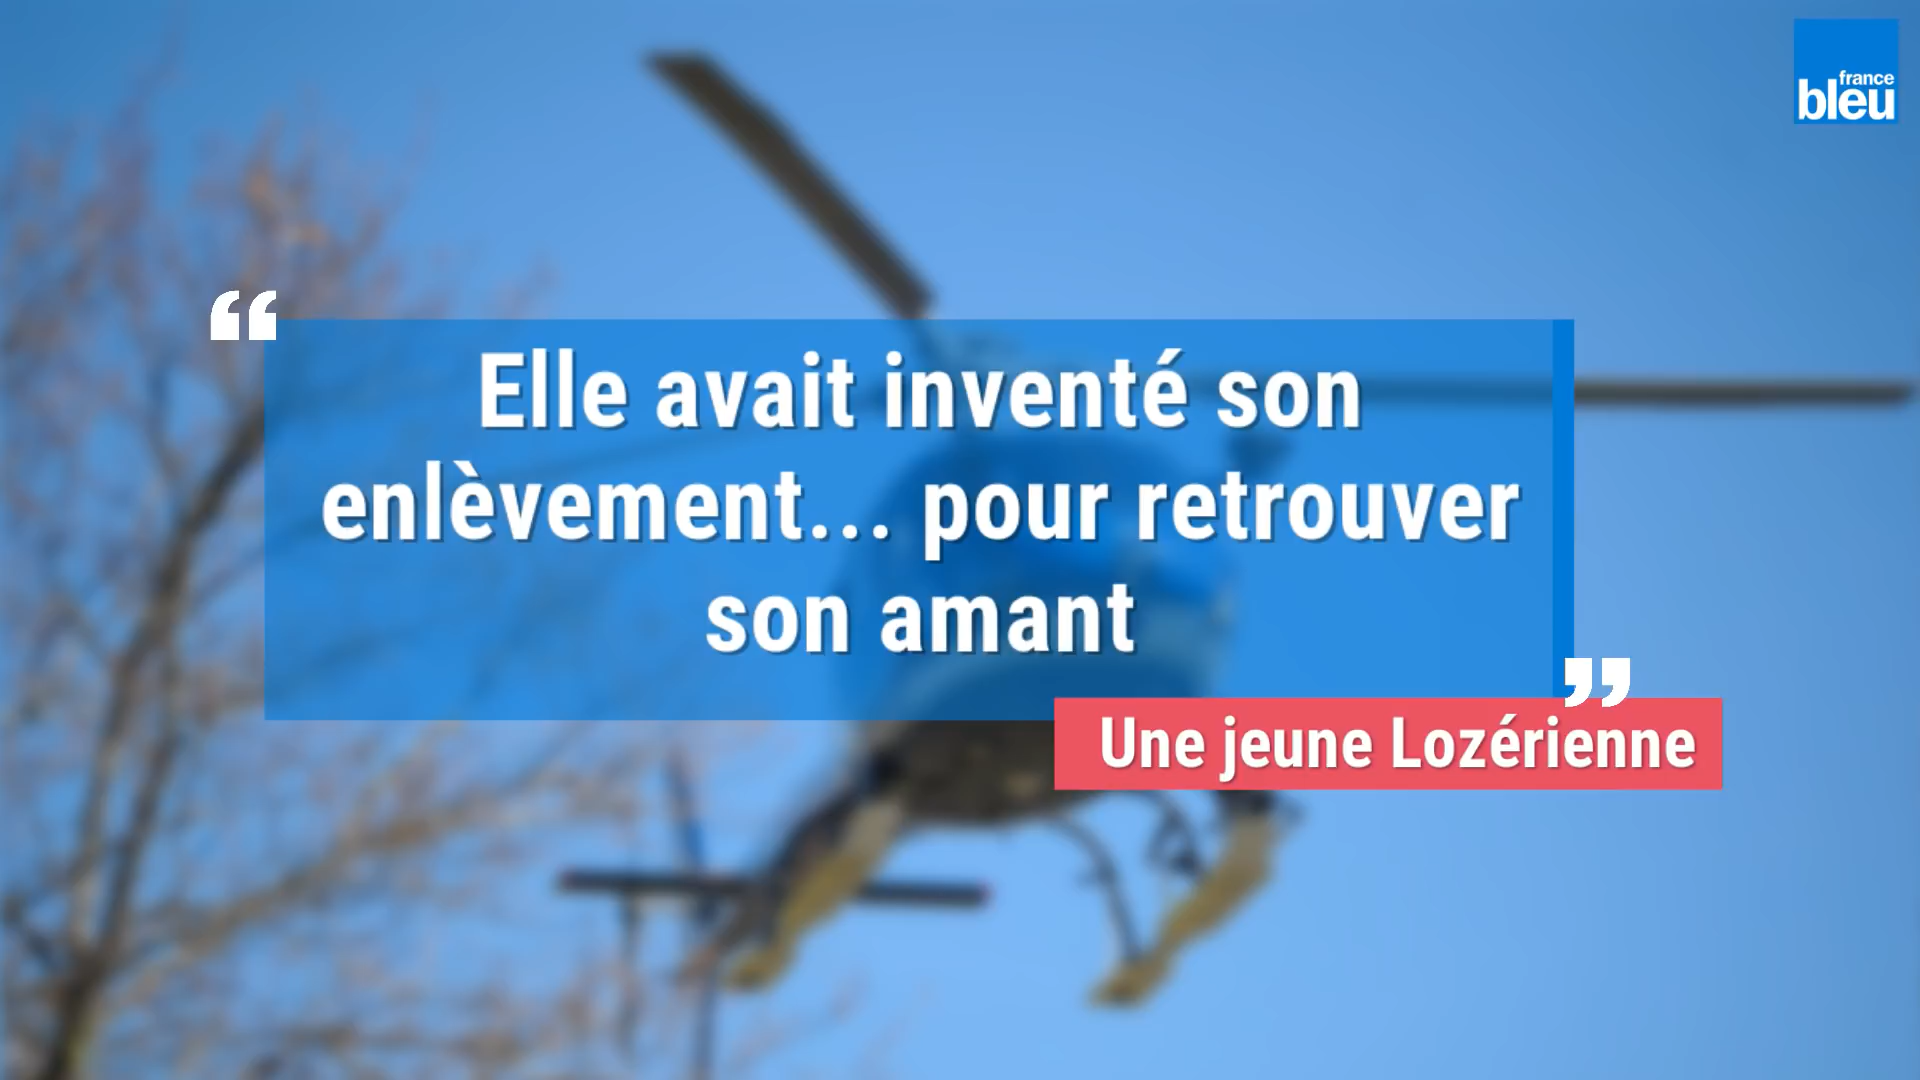 france
bleu
“
Elle avait inventé son
enlèvement... pour retrouver
son amant
”
Une jeune Lozérienne